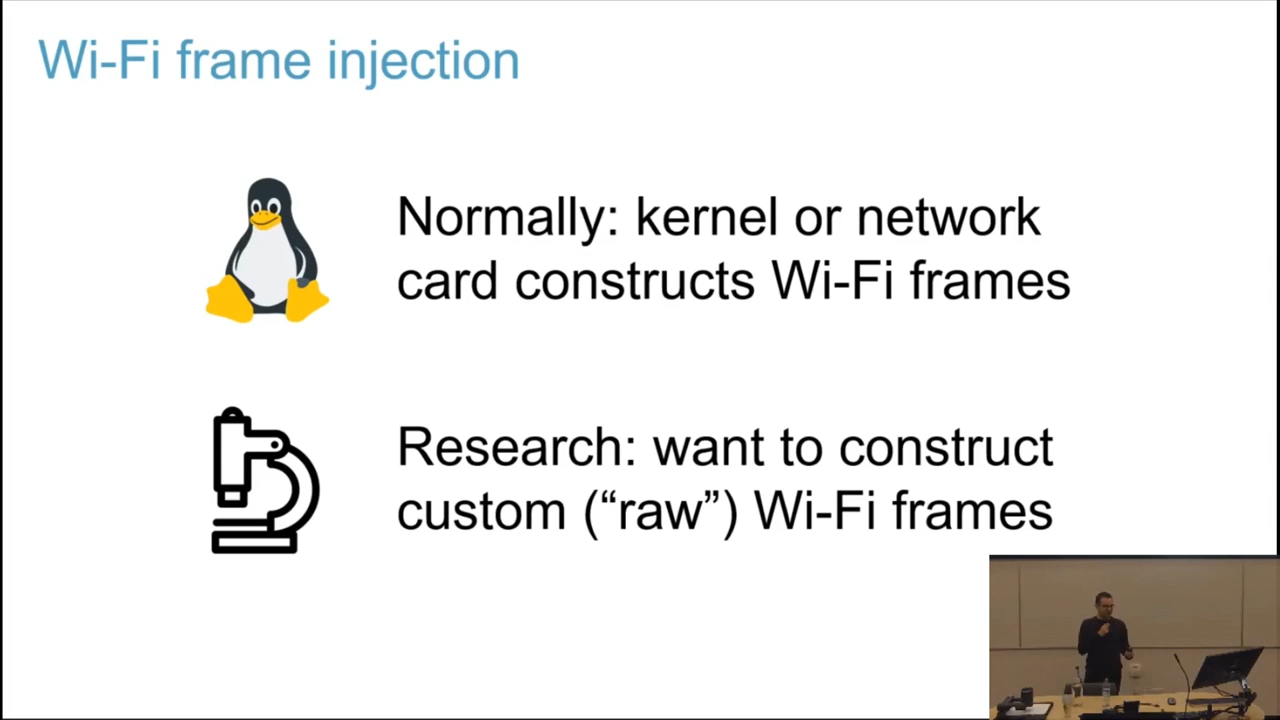 Wi-Fi frame injection
Normally: kernel or network
card constructs Wi-Fi frames
Research: want to construct
custom (“raw”) Wi-Fi frames